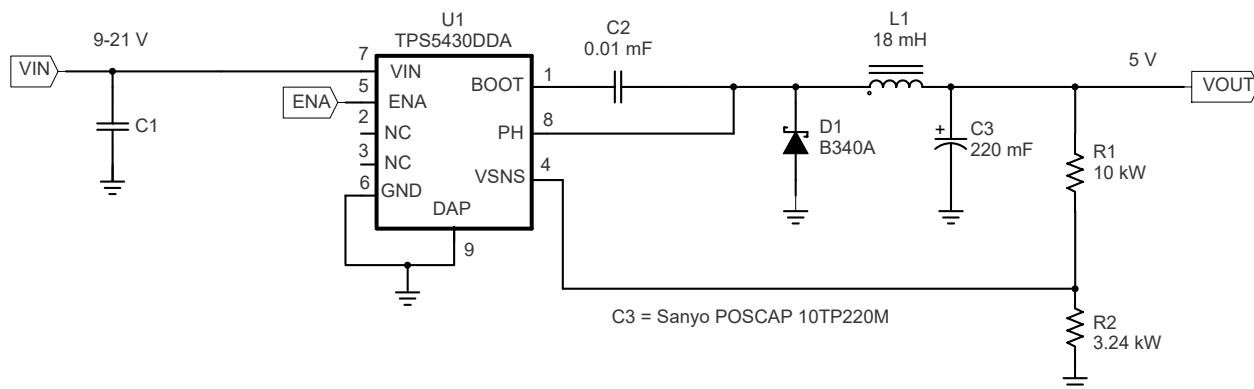 U1
TPS5430DDA
9-21 V
VIN
C1
ENA
7
5
2
3
6
VIN
ENA
NC
NC
GND
DAP
9
BOOT
PH
VSNS
1
8
4
C2
0.01 mF
L1
18 mH
5 V
VOUT
D1
B340A
+
C3
220 mF
R1
10 kW
C3 = Sanyo POSCAP 10TP220M
R2
3.24 kW